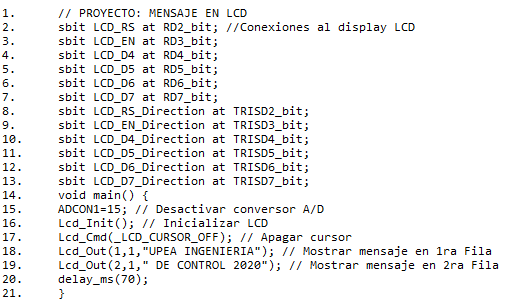 1. // PROYECTO: MENSAJE EN LCD
2. sbit LCD_RS at RD2_bit; //Conexiones al display LCD
3. sbit LCD_EN at RD3_bit;
4. sbit LCD_D4 at RD4_bit;
5. sbit LCD_D5 at RD5_bit;
6. sbit LCD_D6 at RD6_bit;
7. sbit LCD_D7 at RD7_bit;
8. sbit LCD_RS_Direction at TRISD2_bit;
9. sbit LCD_EN_Direction at TRISD3_bit;
10. sbit LCD_D4_Direction at TRISD4_bit;
11. sbit LCD_D5_Direction at TRISD5_bit;
12. sbit LCD_D6_Direction at TRISD6_bit;
13. sbit LCD_D7_Direction at TRISD7_bit;
14. void main() {
15. ADCON1=15; // Desactivar conversor A/D
16. Lcd_Init(); // Inicializar LCD
17. Lcd_Cmd(_LCD_CURSOR_OFF); // Apagar cursor
18. Lcd_Out(1,1,"UPEA INGENIERIA"); // Mostrar mensaje en 1ra Fila
19. Lcd_Out(2,1," DE CONTROL 2020"); // Mostrar mensaje en 2ra Fila
20. delay_ms(70);
21. }